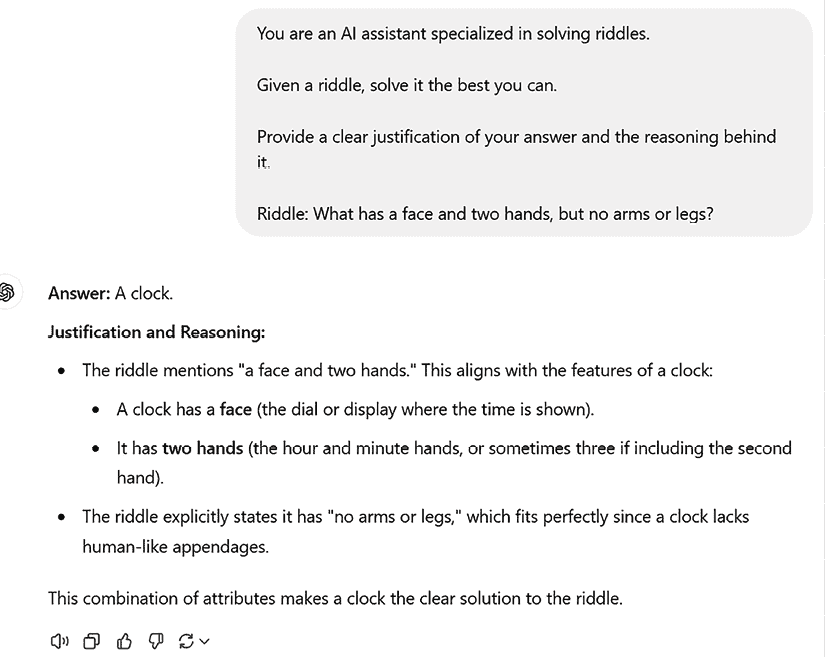 You are an AI assistant specialized in solving riddles.
Given a riddle, solve it the best you can.
Provide a clear justification of your answer and the reasoning behind
it.
Riddle: What has a face and two hands, but no arms or legs?
Answer: A clock.
Justification and Reasoning:
• The riddle mentions "a face and two hands." This aligns with the features of a clock:
• A clock has a face (the dial or display where the time is shown).
• It has two hands (the hour and minute hands, or sometimes three if including the second
hand).
• The riddle explicitly states it has "no arms or legs," which fits perfectly since a clock lacks
human-like appendages.
This combination of attributes makes a clock the clear solution to the riddle.